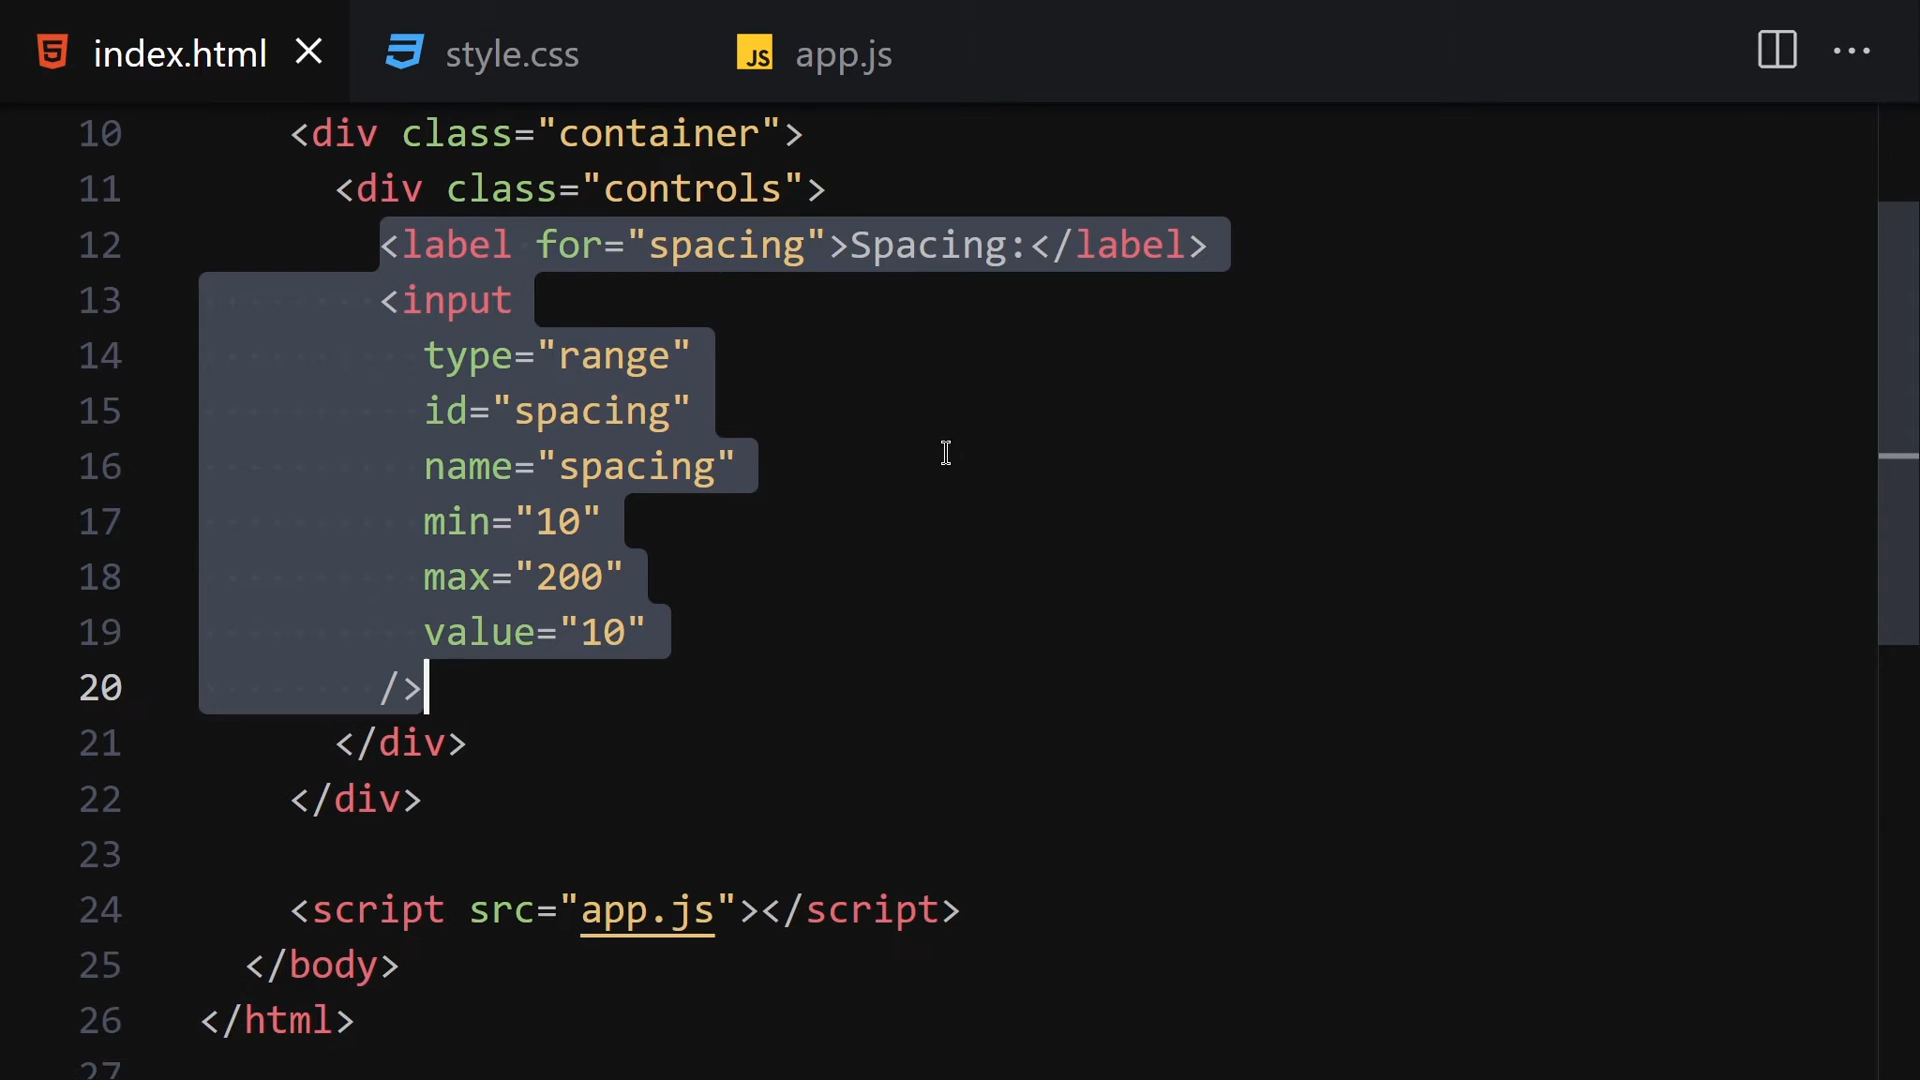 index.html style.css JS app.js
10 <div class="container">
11 <div class="controls">
12 <label for="spacing">Spacing:</label>
13 <input
14 type="range"
15 id="spacing"
16 name="spacing"
17 min="10"
18 max="200"
19 value="10"
20 />
21 </div>
22 </div>
23
24 <script src="app.js"></script>
25 </body>
26 </html>
27